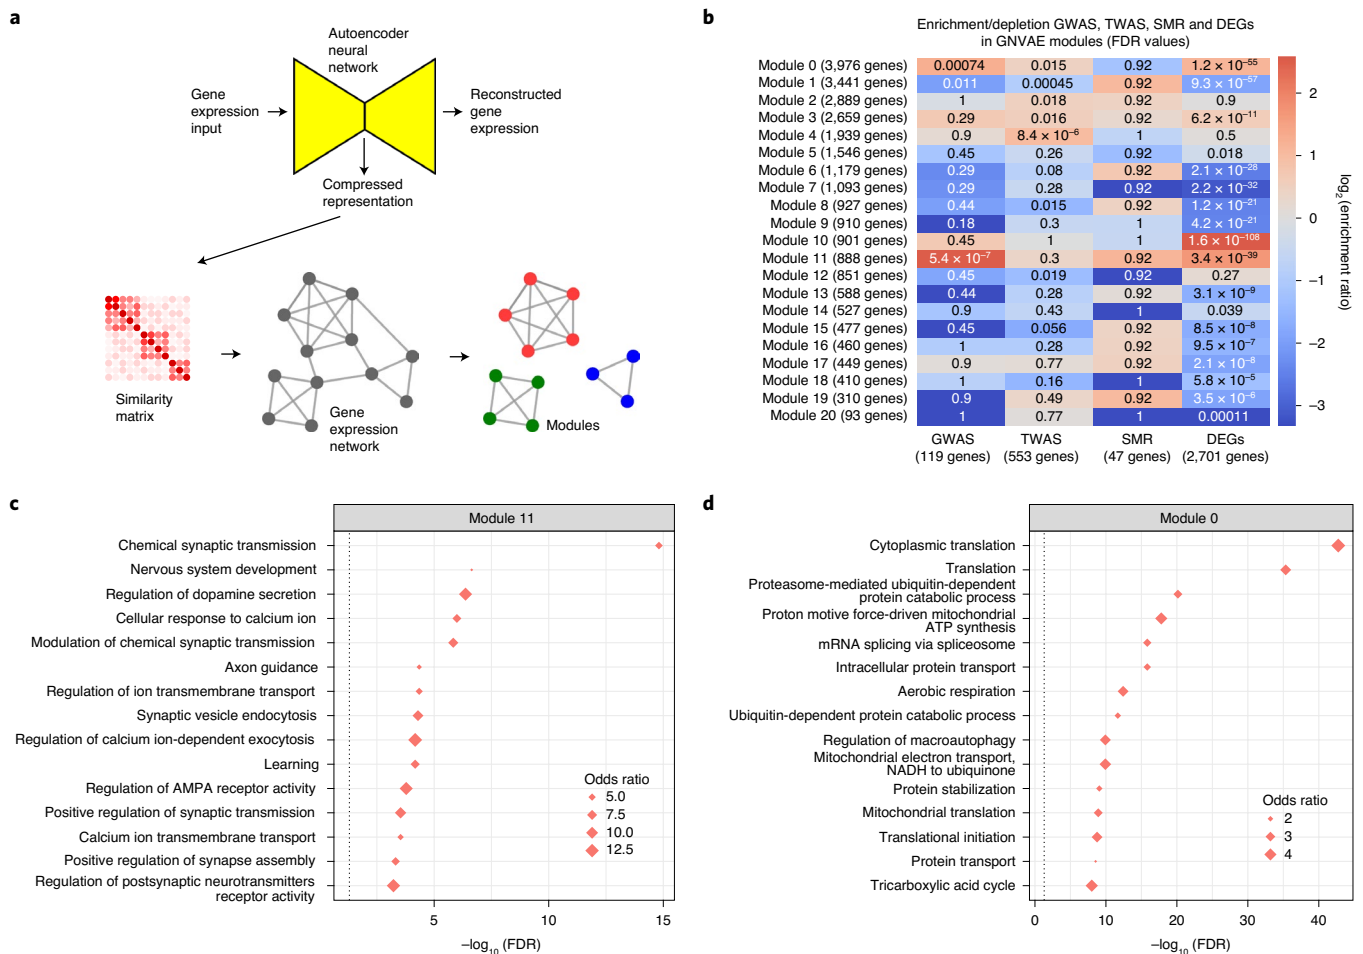 a
Autoencoder
neural
network
Gene
expression
input
Reconstructed
gene
expression
Compressed
representation
Similarity
matrix
Gene
expression
network
Modules
b
Enrichment/depletion GWAS, TWAS, SMR and DEGs
in GNVAE modules (FDR values)
Module 0 (3,976 genes) 0.00074 0.015 0.92 1.2 × 10⁻⁵⁵
Module 1 (3,441 genes) 0.011 0.00045 0.92 9.3 × 10⁻⁵⁷
Module 2 (2,889 genes) 1 0.018 0.92 0.9
Module 3 (2,659 genes) 0.29 0.016 0.92 6.2 × 10⁻¹¹
Module 4 (1,939 genes) 0.9 8.4 × 10⁻⁶ 1 0.5
Module 5 (1,546 genes) 0.45 0.26 0.92 0.018
Module 6 (1,179 genes) 0.29 0.08 0.92 2.1 × 10⁻²⁸
Module 7 (1,093 genes) 0.29 0.28 0.92 2.2 × 10⁻³²
Module 8 (927 genes) 0.44 0.015 0.92 1.2 × 10⁻²¹
Module 9 (910 genes) 0.18 0.3 1 4.2 × 10⁻²¹
Module 10 (901 genes) 0.45 1 1 1.6 × 10⁻¹⁰⁸
Module 11 (888 genes) 5.4 × 10⁻⁷ 0.3 0.92 3.4 × 10⁻³⁹
Module 12 (851 genes) 0.45 0.019 0.92 0.27
Module 13 (588 genes) 0.44 0.28 0.92 3.1 × 10⁻⁹
Module 14 (527 genes) 0.9 0.43 1 0.039
Module 15 (477 genes) 0.45 0.056 0.92 8.5 × 10⁻⁸
Module 16 (460 genes) 1 0.28 0.92 9.5 × 10⁻⁷
Module 17 (449 genes) 0.9 0.77 0.92 2.1 × 10⁻⁸
Module 18 (410 genes) 1 0.16 1 5.8 × 10⁻⁵
Module 19 (310 genes) 0.9 0.49 0.92 3.5 × 10⁻⁶
Module 20 (93 genes) 1 0.77 1 0.00011
GWAS TWAS SMR DEGs
(119 genes) (553 genes) (47 genes) (2,701 genes)
2
1
0
–1
–2
–3
log₂(enrichment ratio)
c
Module 11
Chemical synaptic transmission
Nervous system development
Regulation of dopamine secretion
Cellular response to calcium ion
Modulation of chemical synaptic transmission
Axon guidance
Regulation of ion transmembrane transport
Synaptic vesicle endocytosis
Regulation of calcium ion-dependent exocytosis
Learning
Regulation of AMPA receptor activity
Positive regulation of synaptic transmission
Calcium ion transmembrane transport
Positive regulation of synapse assembly
Regulation of postsynaptic neurotransmitters
receptor activity
Odds ratio
5.0
7.5
10.0
12.5
5 10 15
–log₁₀ (FDR)
d
Module 0
Cytoplasmic translation
Translation
Proteasome-mediated ubiquitin-dependent
protein catabolic process
Proton motive force-driven mitochondrial
ATP synthesis
mRNA splicing via spliceosome
Intracellular protein transport
Aerobic respiration
Ubiquitin-dependent protein catabolic process
Regulation of macroautophagy
Mitochondrial electron transport,
NADH to ubiquinone
Protein stabilization
Mitochondrial translation
Translational initiation
Protein transport
Tricarboxylic acid cycle
Odds ratio
2
3
4
0 10 20 30 40
–log₁₀ (FDR)